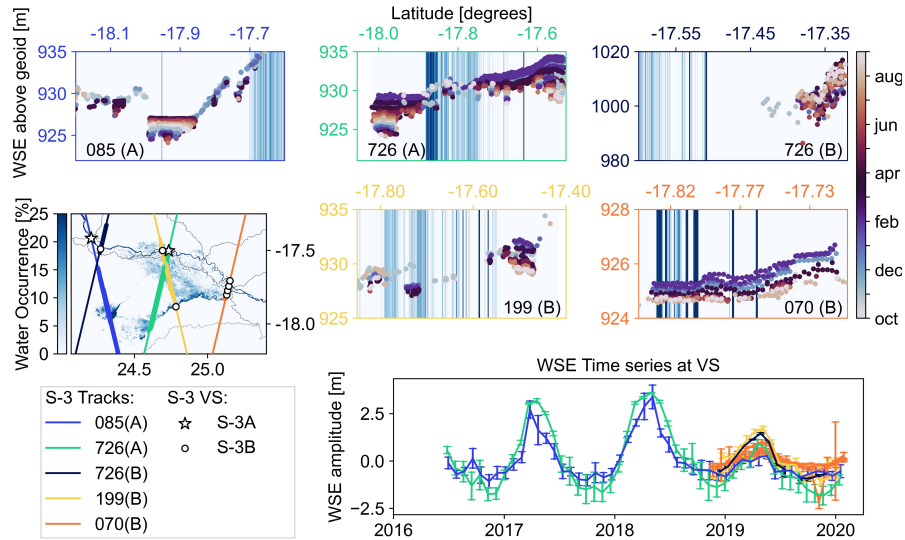 Latitude [degrees]
-18.1 -17.9 -17.7
-18.0 -17.8 -17.6
-17.55 -17.45 -17.35
WSE above geoid [m]
935
930
925
085 (A)
935
930
925
726 (A)
1020
1000
980
726 (B)
aug
jun
apr
feb
dec
oct
Water Occurrence [%]
25
20
15
10
5
0
-17.5
-18.0
24.5 25.0
-17.80 -17.60 -17.40
935
930
925
199 (B)
-17.82 -17.77 -17.73
928
926
924
070 (B)
S-3 Tracks: S-3 VS:
085(A) S-3A
726(A) S-3B
726(B)
199(B)
070(B)
WSE Time series at VS
WSE amplitude [m]
2.5
0.0
−2.5
2016 2017 2018 2019 2020